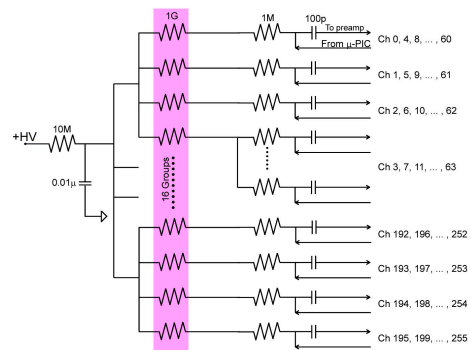 1G
1M
100p
To preamp
From μ-PIC
Ch 0, 4, 8, ... , 60
Ch 1, 5, 9, ... , 61
Ch 2, 6, 10, ... , 62
10M
+HV
0.01μ
16 Groups
Ch 3, 7, 11, ... , 63
Ch 192, 196, ... , 252
Ch 193, 197, ... , 253
Ch 194, 198, ... , 254
Ch 195, 199, ... , 255